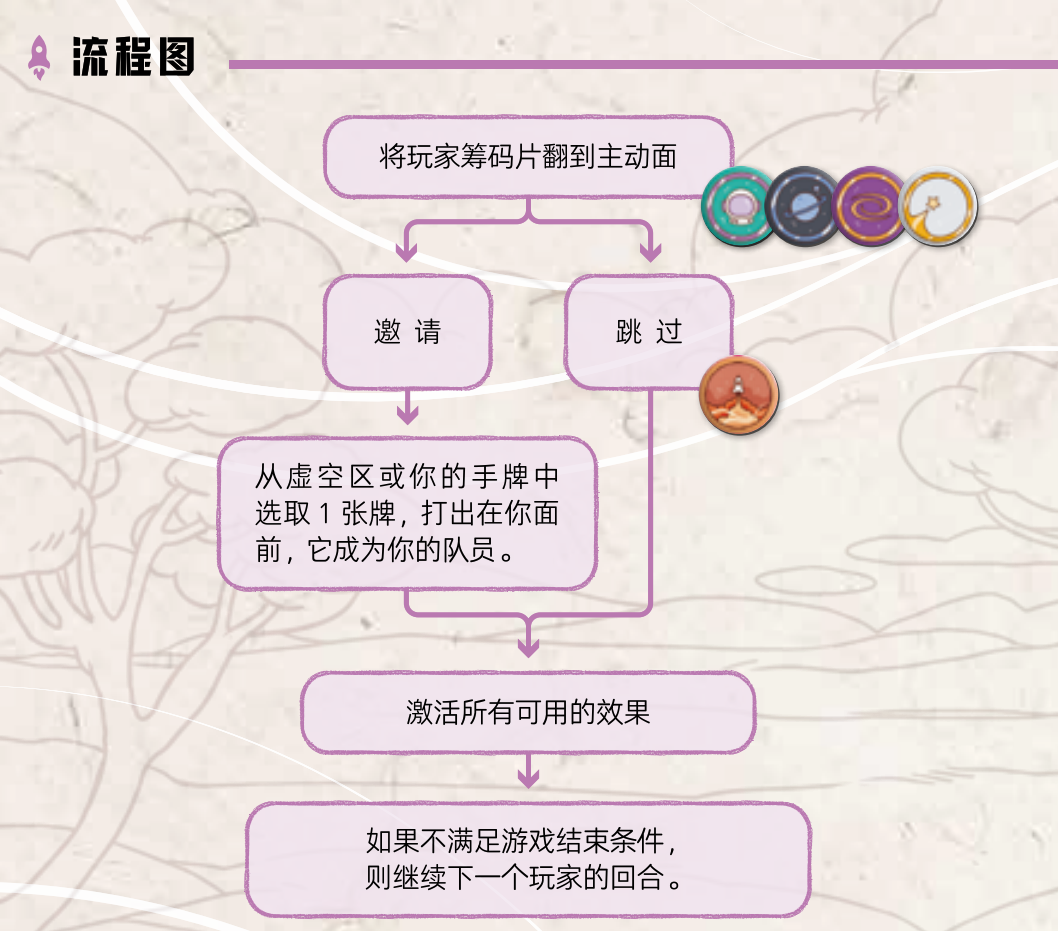 流程图
将玩家筹码片翻到主动面
邀 请
跳 过
从虚空区或你的手牌中
选取 1 张牌，打出在你面
前，它成为你的队员。
激活所有可用的效果
如果不满足游戏结束条件，
则继续下一个玩家的回合。